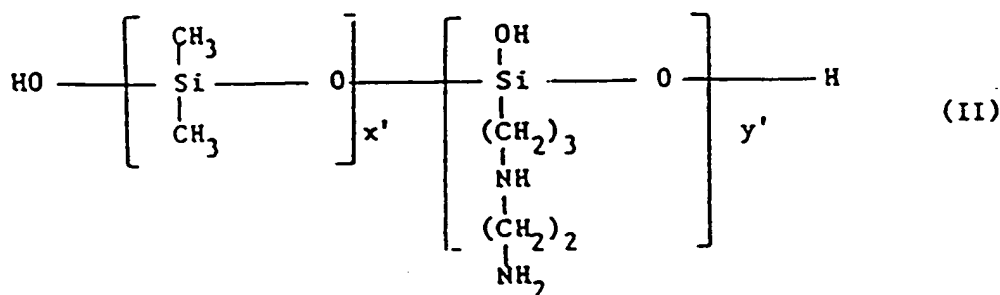 CH3 OH
HO Si O Si O H
(II)
CH3 x' (CH2)3 y'
NH
(CH2)2
NH2